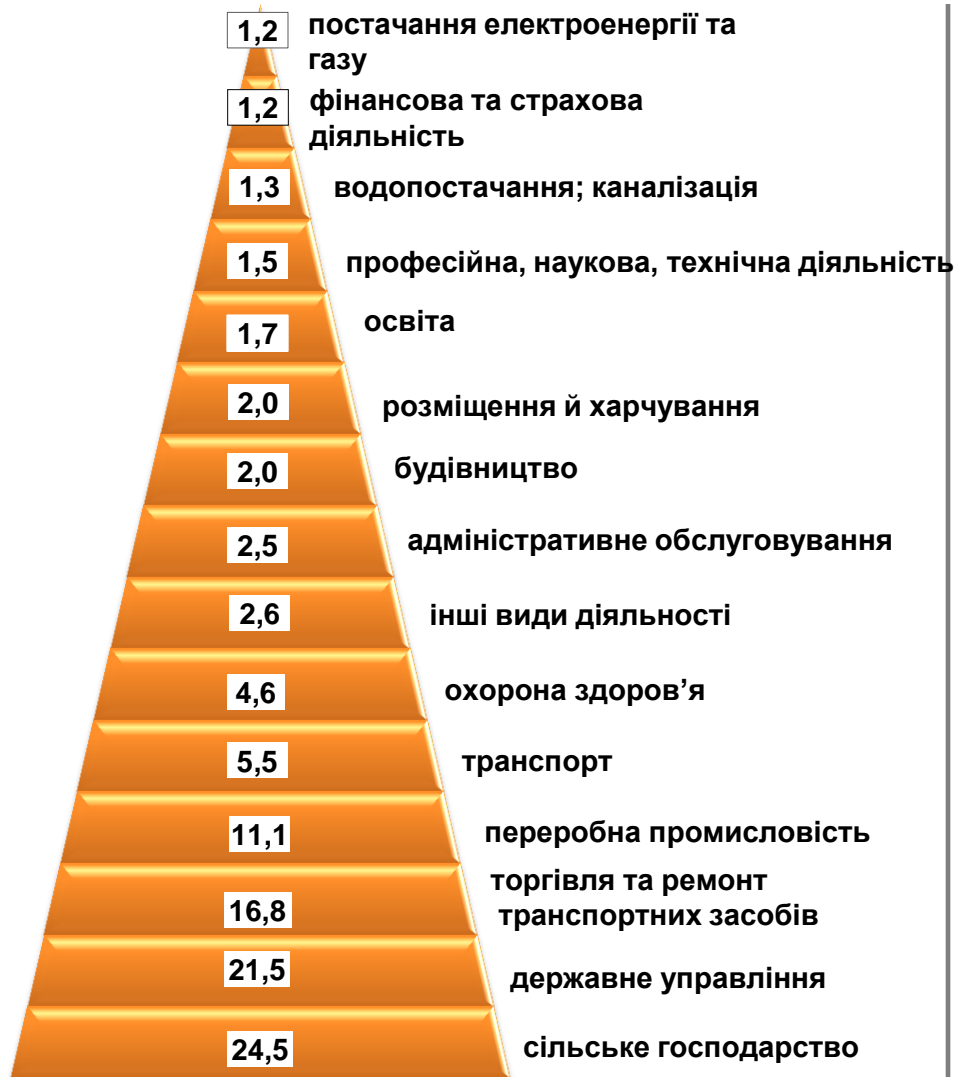 1,2 постачання електроенергії та
газу
1,2 фінансова та страхова
діяльність
1,3 водопостачання; каналізація
1,5 професійна, наукова, технічна діяльність
1,7 освіта
2,0 розміщення й харчування
2,0 будівництво
2,5 адміністративне обслуговування
2,6 інші види діяльності
4,6 охорона здоров’я
5,5 транспорт
11,1 переробна промисловість
торгівля та ремонт
16,8 транспортних засобів
21,5 державне управління
24,5 сільське господарство